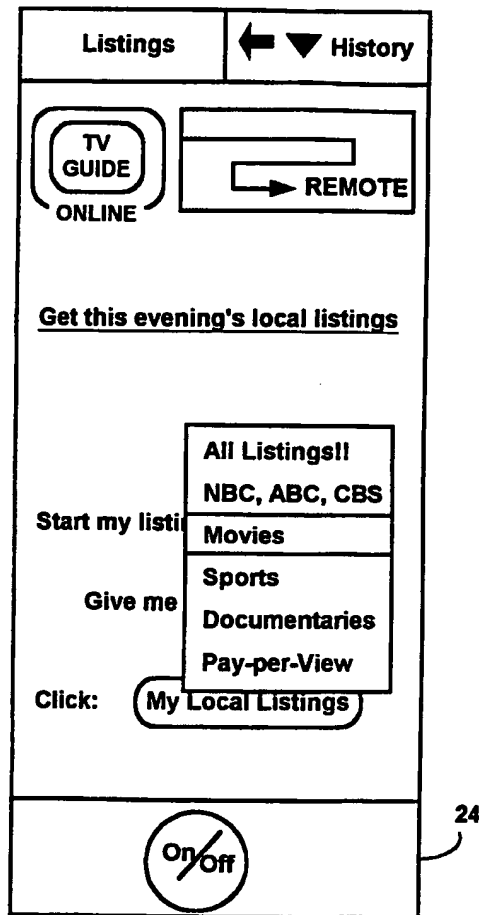 Listings
History
TV
GUIDE
ONLINE
REMOTE
Get this evening's local listings
All Listings!!
NBC, ABC, CBS
Start my
Movies
Sports
Give me
Documentaries
Pay-per-View
Click: My Local Listings
On/Off
24